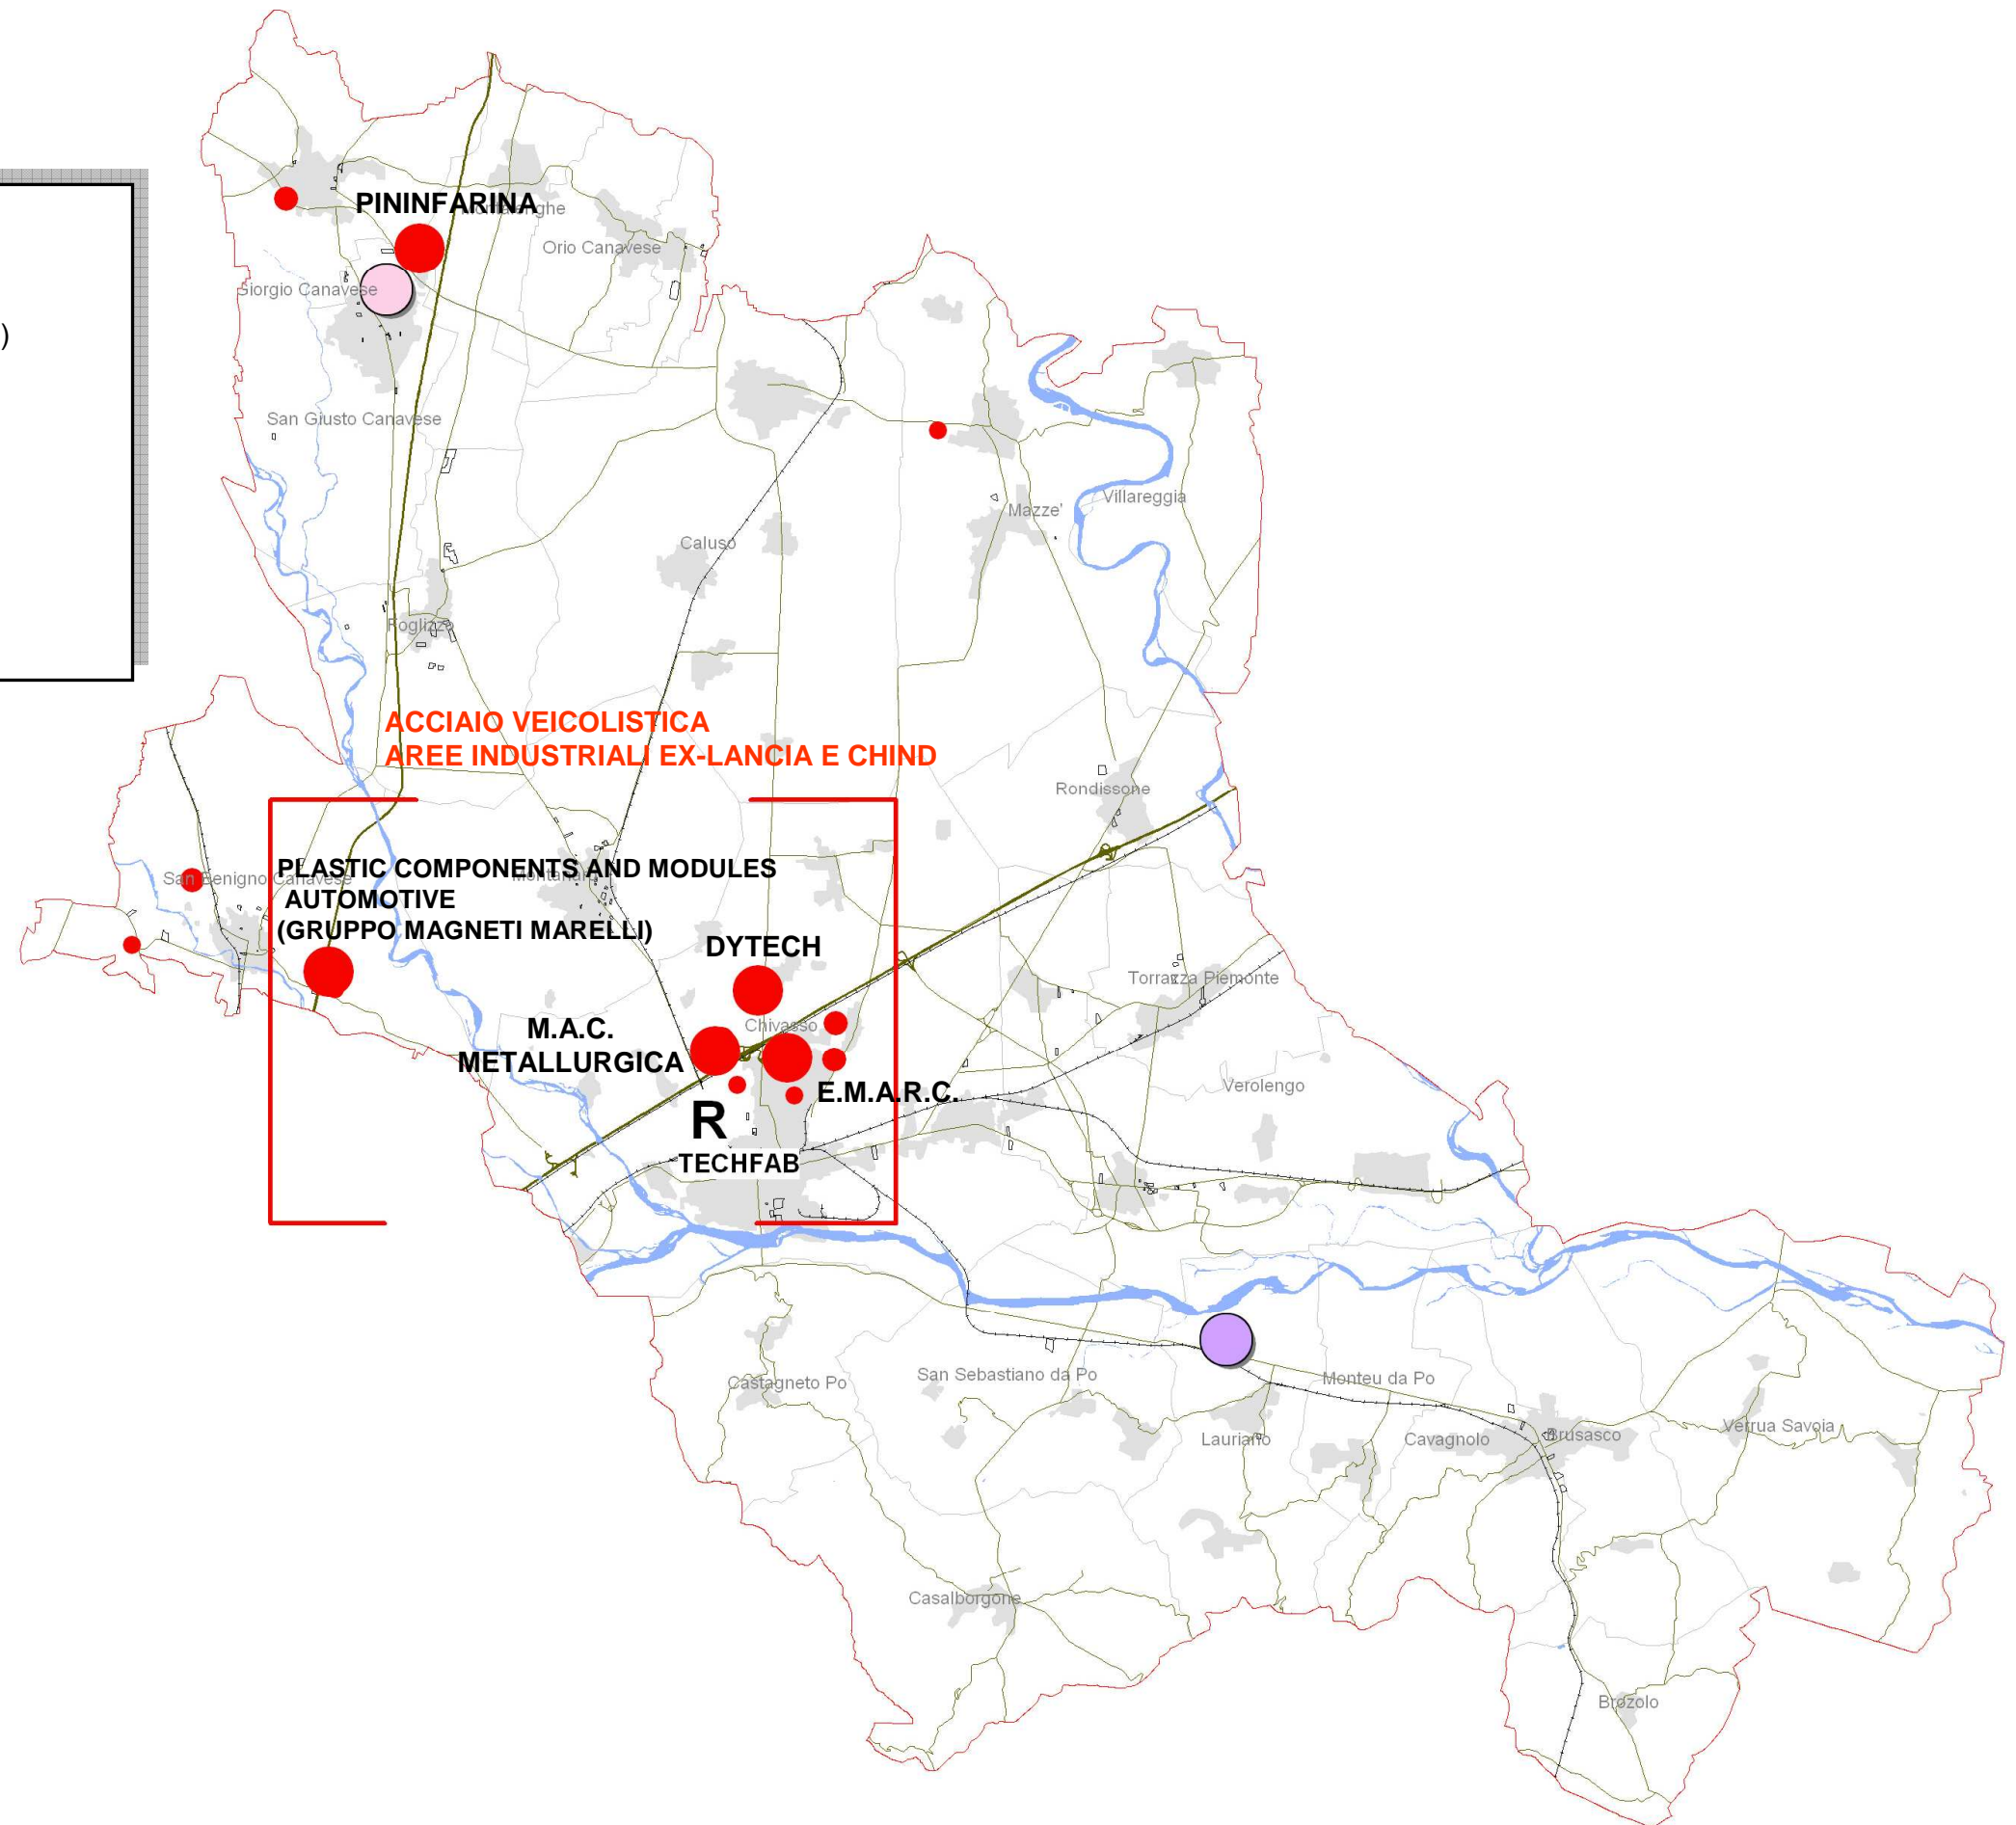 PININFARINA
Orio Canavese
)
Giorgio Canavese
San Giusto Canavese
Villareggia
Mazze'
Caluso
Foglizzo
ACCIAIO VEICOLISTICA
AREE INDUSTRIALI EX-LANCIA E CHIND
Rondissone
PLASTIC COMPONENTS AND MODULES
San Benigno Canavese
AUTOMOTIVE
(GRUPPO MAGNETI MARELLI)
DYTECH
Torrazza Piemonte
Chivasso
M.A.C.
METALLURGICA
E.M.A.R.C.
Verolengo
R
TECHFAB
San Sebastiano da Po
Castagneto Po
Monteu da Po
Verrua Savoia
Lauriano
Cavagnolo
Brusasco
Casalborgone
Brozolo